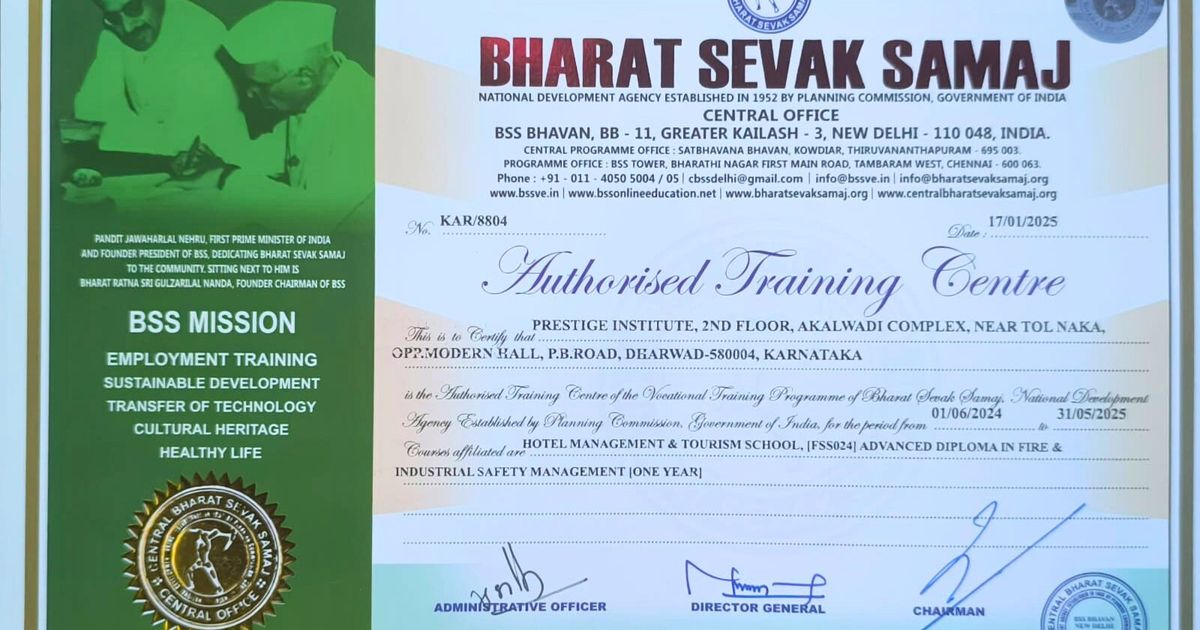 BHARAT SEVAK SAMAJ
BHARAT SEVAK SAMAJ
NATIONAL DEVELOPMENT AGENCY ESTABLISHED IN 1952 BY PLANNING COMMISSION, GOVERNMENT OF INDIA
CENTRAL OFFICE
BSS BHAVAN, BB - 11, GREATER KAILASH - 3, NEW DELHI - 110 048, INDIA.
CENTRAL PROGRAMME OFFICE : SATBHAVANA BHAVAN, KOWDIAR, THIRUVANANTHAPURAM - 695 003.
PROGRAMME OFFICE : BSS TOWER, BHARATHI NAGAR FIRST MAIN ROAD, TAMBARAM WEST, CHENNAI - 600 063.
Phone : +91 - 011 - 4050 5004 / 05 | cbssdelhi@gmail.com | info@bssve.in | info@bharatsevaksamaj.org
www.bssve.in | www.bssonlineeducation.net | www.bharatsevaksamaj.org | www.centralbharatsevaksamaj.org
No. KAR/8804
Date : 17/01/2025
Authorised Training Centre
This is to Certify that PRESTIGE INSTITUTE, 2ND FLOOR, AKALWADI COMPLEX, NEAR TOL NAKA,
OPP.MODERN HALL, P.B.ROAD, DHARWAD-580004, KARNATAKA
is the Authorised Training Centre of the Vocational Training Programme of Bharat Sevak Samaj, National Development
Agency Established by Planning Commission, Government of India, for the period from 01/06/2024 to 31/05/2025
Courses affiliated are HOTEL MANAGEMENT & TOURISM SCHOOL, [FSS024] ADVANCED DIPLOMA IN FIRE &
INDUSTRIAL SAFETY MANAGEMENT [ONE YEAR]
ADMINISTRATIVE OFFICER
DIRECTOR GENERAL
CHAIRMAN
PANDIT JAWAHARLAL NEHRU, FIRST PRIME MINISTER OF INDIA
AND FOUNDER PRESIDENT OF BSS, DEDICATING BHARAT SEVAK SAMAJ
TO THE COMMUNITY. SITTING NEXT TO HIM IS
BHARAT RATNA SRI GULZARILAL NANDA, FOUNDER CHAIRMAN OF BSS
BSS MISSION
EMPLOYMENT TRAINING
SUSTAINABLE DEVELOPMENT
TRANSFER OF TECHNOLOGY
CULTURAL HERITAGE
HEALTHY LIFE
CENTRAL BHARAT SEVAK SAMAJ
CENTRAL OFFICE
BSS BHAVAN
NEW DELHI